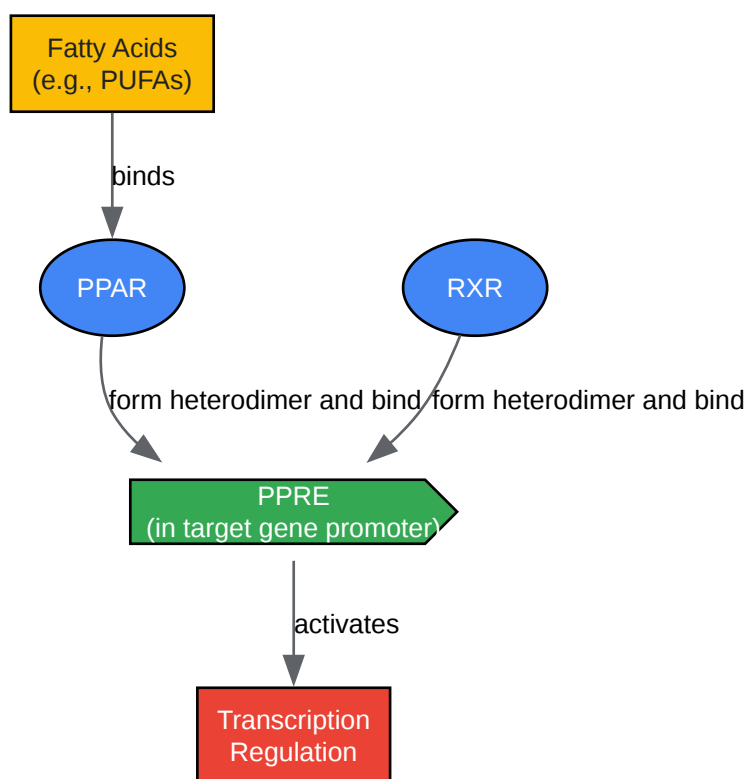 Fatty Acids
(e.g., PUFAs)
binds
PPAR
RXR
form heterodimer and bind
form heterodimer and bind
PPRE
(in target gene promoter)
activates
Transcription
Regulation